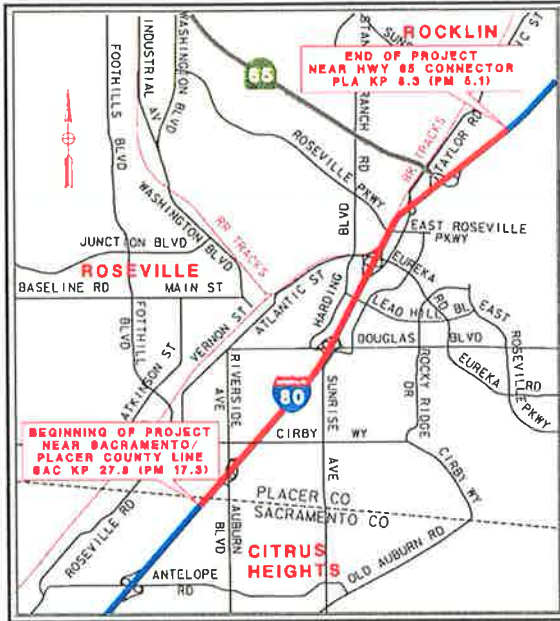 ROCKLIN
END OF PROJECT
NEAR HWY 65 CONNECTOR
PLA KP 8.3 (PM 5.1)
FOOTHILLS
BLVD
INDUSTRIAL AV
WASHINGTON BLVD
65
ROSEVILLE PKWY
RANCH RD
BLVD
TAYLOR RD
RR TRACKS
WASHINGTON BLVD
RR TRACKS
EAST ROSEVILLE
PKWY
JUNCTION BLVD
ROSEVILLE
BASELINE RD
MAIN ST
ATLANTIC ST
HARDING
EUREKA
RD
LEAD HILL BL
EAST
ROSEVILLE
PKWY
FOOTHILLS
BLVD
VERNON ST
DOUGLAS BLVD
EUREKA RD
ATKINSON ST
RIVERSIDE
AVE
80
SUNRISE
AVE
ROCKY RIDGE
DR
BEGINNING OF PROJECT
NEAR SACRAMENTO/
PLACER COUNTY LINE
SAC KP 27.8 (PM 17.3)
CIRBY WY
CIRBY WY
PLACER CO
SACRAMENTO CO
ROSEVILLE RD
AUBURN
BLVD
CITRUS
HEIGHTS
OLD AUBURN RD
ANTELOPE
RD